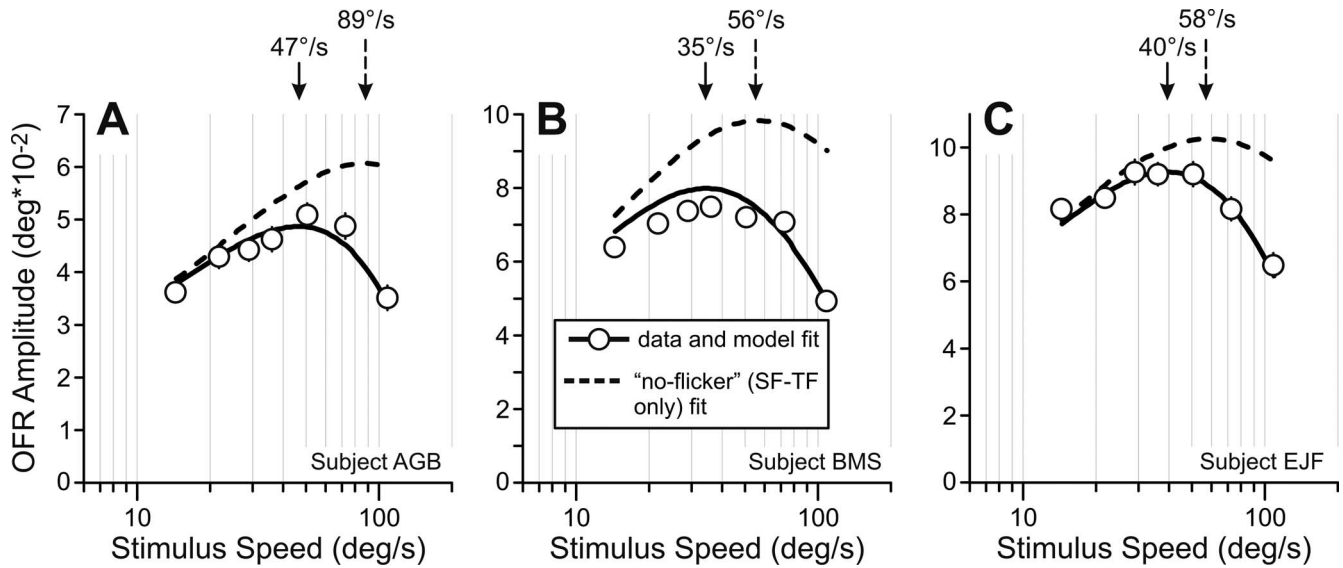 89°/s
47°/s
56°/s
35°/s
58°/s
40°/s
A
B
C
OFR Amplitude (deg*10-2)
7
6
5
4
3
2
1
0
10
8
6
4
2
0
10
8
6
4
2
0
data and model fit
"no-flicker" (SF-TF
only) fit
Subject AGB
Subject BMS
Subject EJF
10 100
10 100
10 100
Stimulus Speed (deg/s)
Stimulus Speed (deg/s)
Stimulus Speed (deg/s)